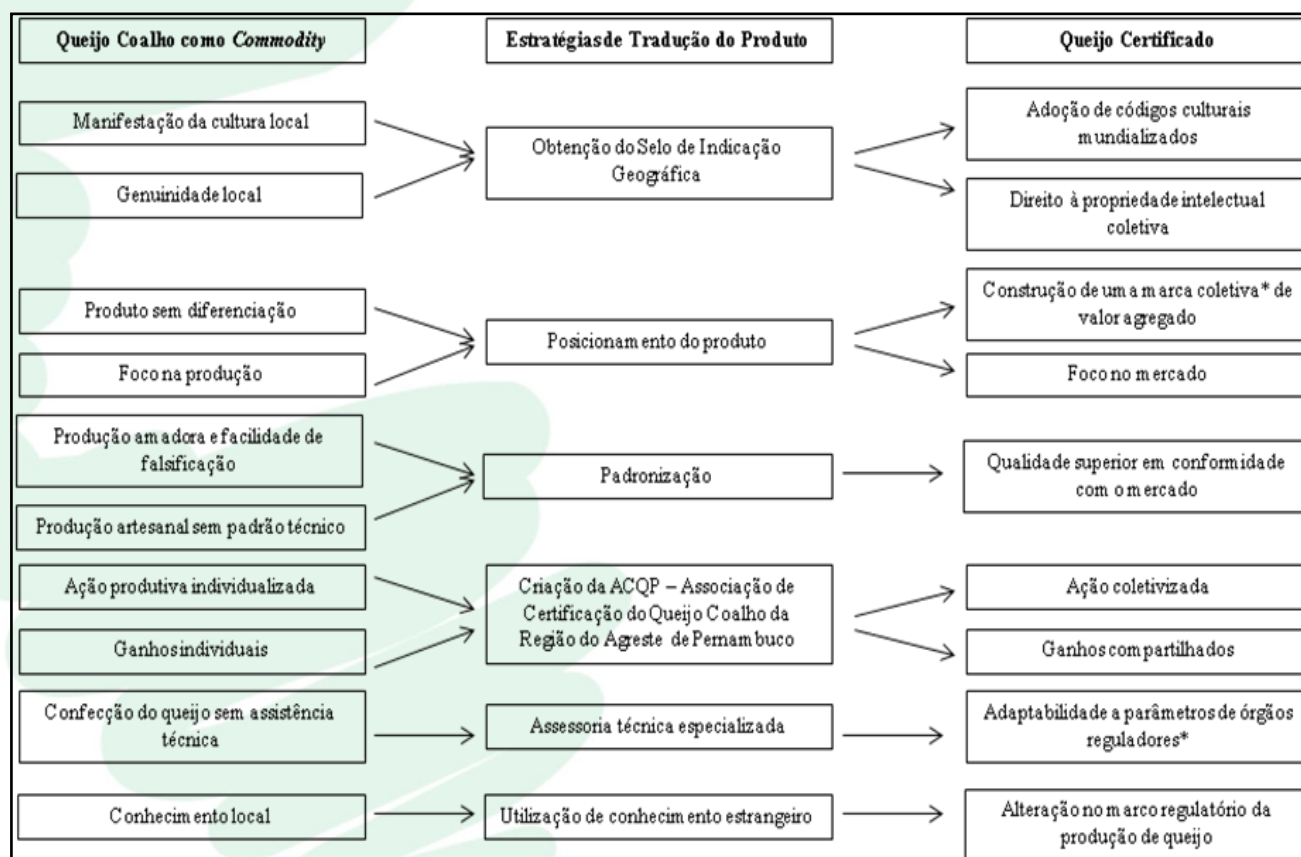 Queijo Coalho como Commodity
Estratégias de Tradução do Produto
Queijo Certificado
Manifestação da cultura local
Genuinidade local
Obtenção do Selo de Indicação
Geográfica
Adoção de códigos culturais
mundializados
Direito à propriedade intelectual
coletiva
Produto sem diferenciação
Foco na produção
Posicionamento do produto
Construção de uma marca coletiva* de
valor agregado
Foco no mercado
Produção amadora e facilidade de
falsificação
Produção artesanal sem padrão técnico
Padronização
Qualidade superior em conformidade
com o mercado
Ação produtiva individualizada
Ganhos individuais
Criação da ACQP – Associação de
Certificação do Queijo Coalho da
Região do Agreste de Pernambuco
Ação coletivizada
Ganhos compartilhados
Confecção do queijo sem assistência
técnica
Assessoria técnica especializada
Adaptabilidade a parâmetros de órgãos
reguladores*
Conhecimento local
Utilização de conhecimento estrangeiro
Alteração no marco regulatório da
produção de queijo